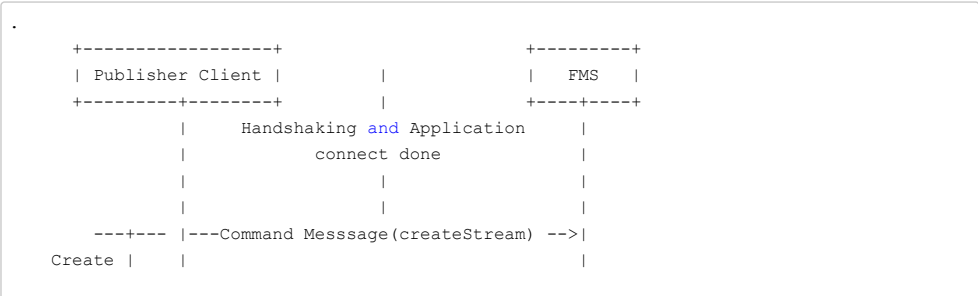 .
+------------------+ +---------+
| Publisher Client | | | FMS |
+---------+--------+ | +----+----+
| Handshaking and Application |
| connect done |
| | |
| | |
---+--- |---Command Messsage(createStream) -->|
Create | | |